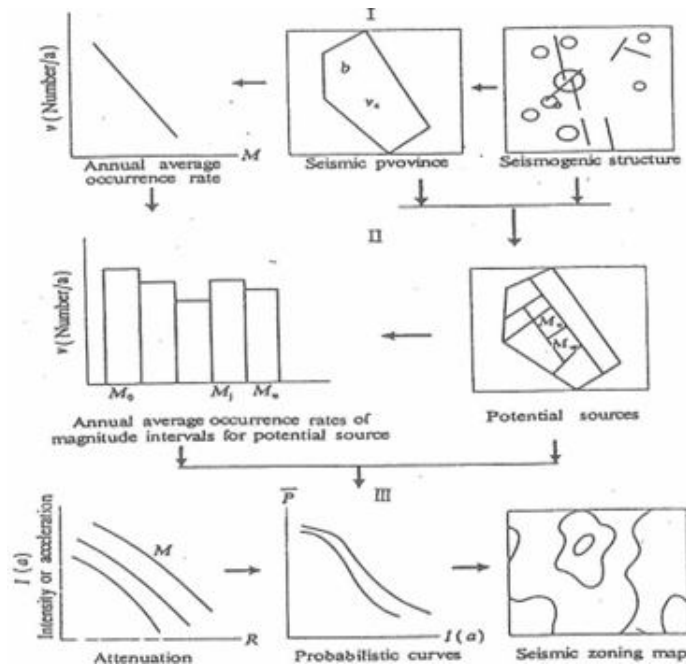 I
ν(Number/a)
M
Annual average
occurrence rate
b
Seismic pvovince
Seismogenic structure
II
ν(Number/a)
M₀
Mⱼ
Mᵤ
Annual average occurrence rates of
magnitude intervals for potential source
Potential sources
III
I(a)
Intensity or acceleration
M
R
Attenuation
P̅
I(a)
Probabilistic curves
Seismic zoning map